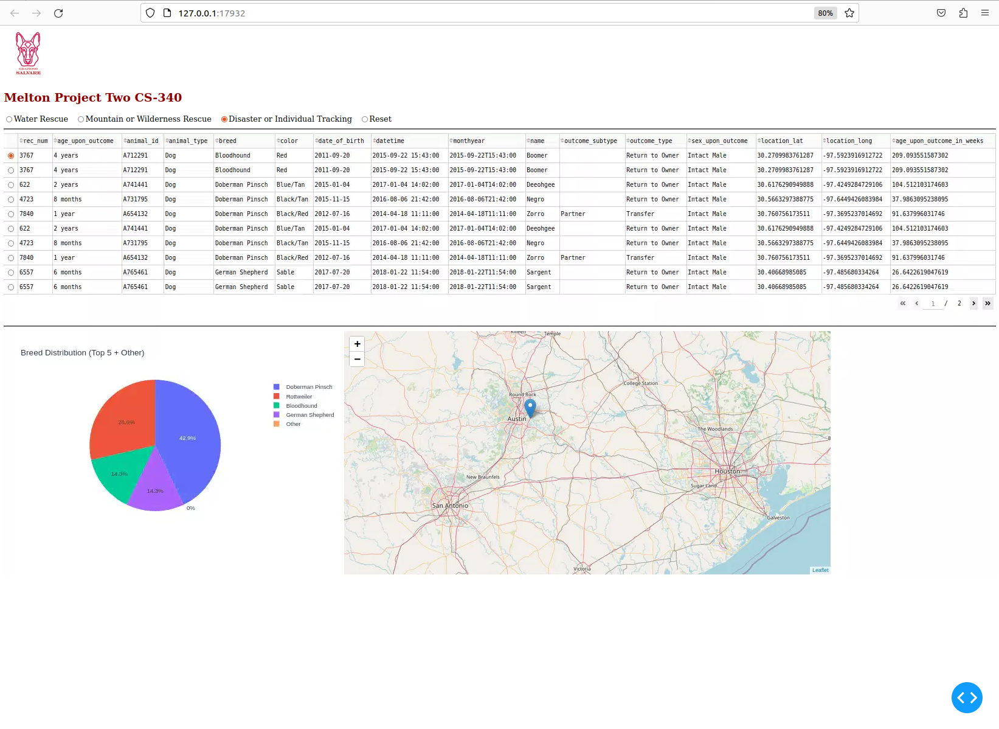 127.0.0.1:17932 80%
GRAZIOSO
SALVARE
Melton Project Two CS-340
Water Rescue Mountain or Wilderness Rescue Disaster or Individual Tracking Reset
rec_num age_upon_outcome animal_id animal_type breed color date_of_birth datetime monthyear name outcome_subtype outcome_type sex_upon_outcome location_lat location_long age_upon_outcome_in_weeks
3767 4 years A712291 Dog Bloodhound Red 2011-09-20 2015-09-22 15:43:00 2015-09-22T15:43:00 Boomer Return to Owner Intact Male 30.2709983761287 -97.5923916912722 209.093551587302
3767 4 years A712291 Dog Bloodhound Red 2011-09-20 2015-09-22 15:43:00 2015-09-22T15:43:00 Boomer Return to Owner Intact Male 30.2709983761287 -97.5923916912722 209.093551587302
622 2 years A741441 Dog Doberman Pinsch Blue/Tan 2015-01-04 2017-01-04 14:02:00 2017-01-04T14:02:00 Deeohgee Return to Owner Intact Male 30.6176290949888 -97.4249284729106 104.512103174603
4723 8 months A731795 Dog Doberman Pinsch Black/Tan 2015-11-15 2016-08-06 21:42:00 2016-08-06T21:42:00 Negro Return to Owner Intact Male 30.5663297388775 -97.6449426083984 37.9863095238095
7840 1 year A654132 Dog Doberman Pinsch Black/Red 2012-07-16 2014-04-18 11:11:00 2014-04-18T11:11:00 Zorro Partner Transfer Intact Male 30.760756173511 -97.3695237014692 91.637996031746
622 2 years A741441 Dog Doberman Pinsch Blue/Tan 2015-01-04 2017-01-04 14:02:00 2017-01-04T14:02:00 Deeohgee Return to Owner Intact Male 30.6176290949888 -97.4249284729106 104.512103174603
4723 8 months A731795 Dog Doberman Pinsch Black/Tan 2015-11-15 2016-08-06 21:42:00 2016-08-06T21:42:00 Negro Return to Owner Intact Male 30.5663297388775 -97.6449426083984 37.9863095238095
7840 1 year A654132 Dog Doberman Pinsch Black/Red 2012-07-16 2014-04-18 11:11:00 2014-04-18T11:11:00 Zorro Partner Transfer Intact Male 30.760756173511 -97.3695237014692 91.637996031746
6557 6 months A765461 Dog German Shepherd Sable 2017-07-20 2018-01-22 11:54:00 2018-01-22T11:54:00 Sargent Return to Owner Intact Male 30.40668985085 -97.485680334264 26.6422619047619
6557 6 months A765461 Dog German Shepherd Sable 2017-07-20 2018-01-22 11:54:00 2018-01-22T11:54:00 Sargent Return to Owner Intact Male 30.40668985085 -97.485680334264 26.6422619047619
« ‹ 1 / 2 › »
Breed Distribution (Top 5 + Other)
Doberman Pinsch
Rottweiler
Bloodhound
German Shepherd
Other
28.6%
42.9%
14.3%
14.3%
0%
+
−
Killeen
Temple
College Station
Round Rock
Austin
The Woodlands
New Braunfels
Houston
Sugar Land
San Antonio
Galveston
Victoria
Leaflet